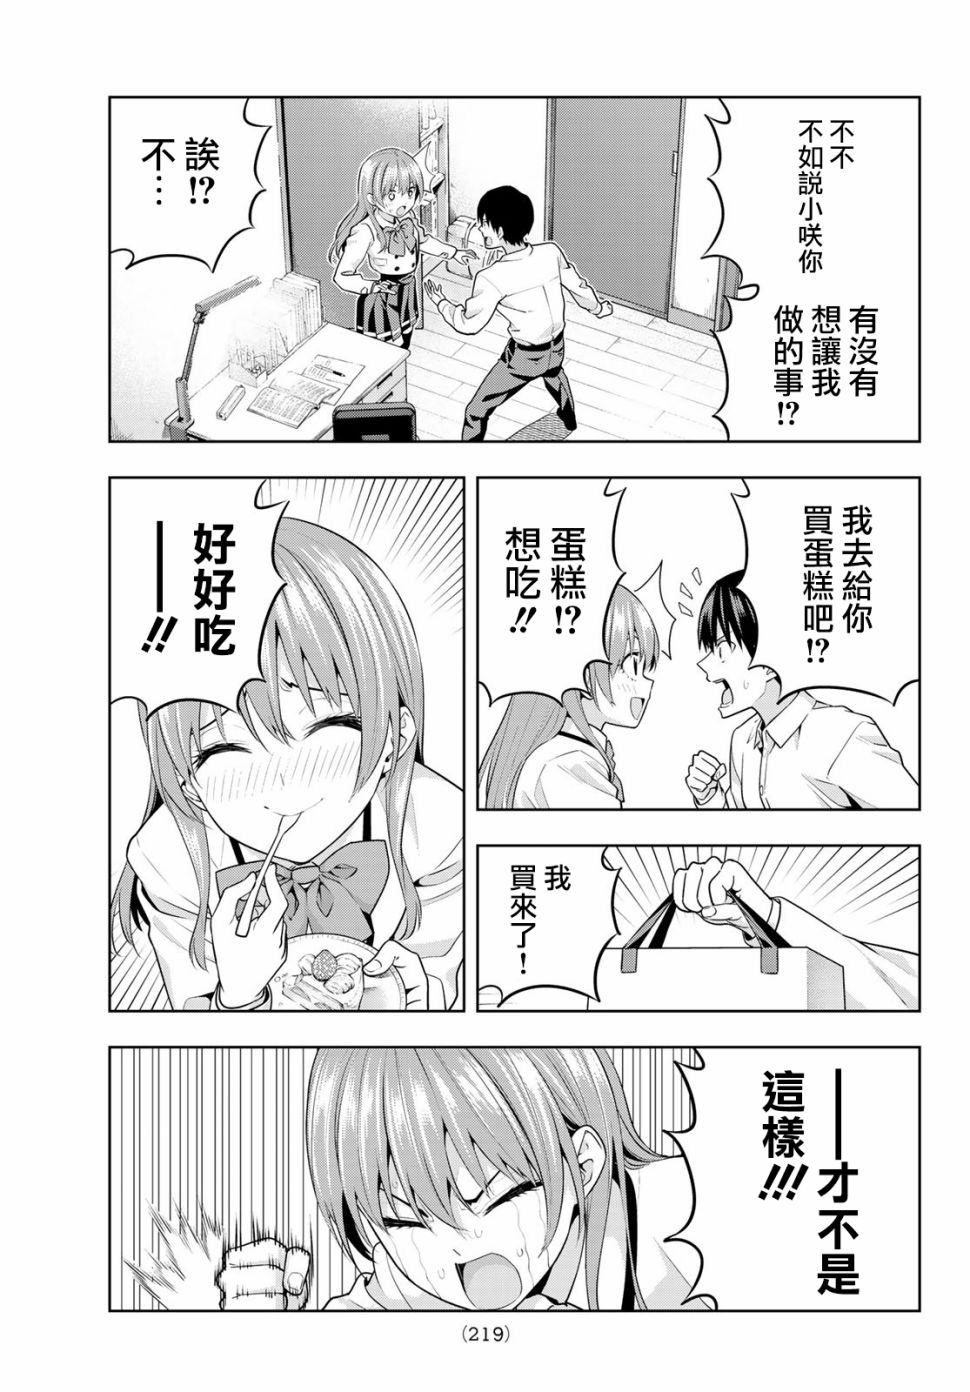 不不
不如説小咲你
有沒有
想讓我
做的事!?
誒!?
不…
我去給你
買蛋糕吧!?
蛋糕!?
想吃!!
我
買來了!
好好吃
——!!
——才不是
這樣!!!
(219)